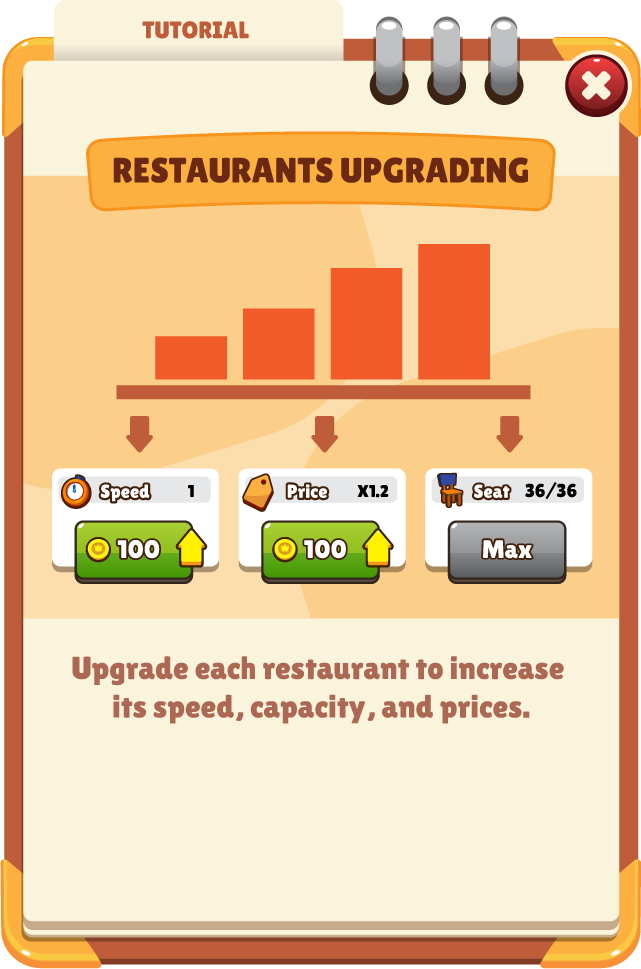 TUTORIAL
RESTAURANTS UPGRADING
Speed 1
Price X1.2
Seat 36/36
100
100
Max
Upgrade each restaurant to increase
its speed, capacity, and prices.